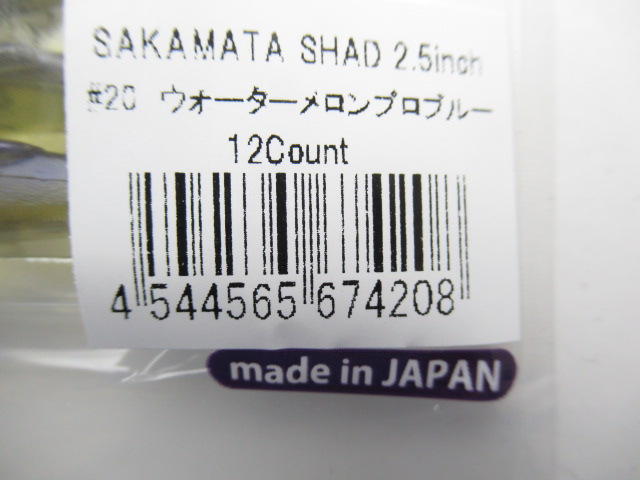 SAKAMATA SHAD 2.5inch
#20 ウォーターメロンプロブルー
12Count
4 544565 674208
made in JAPAN